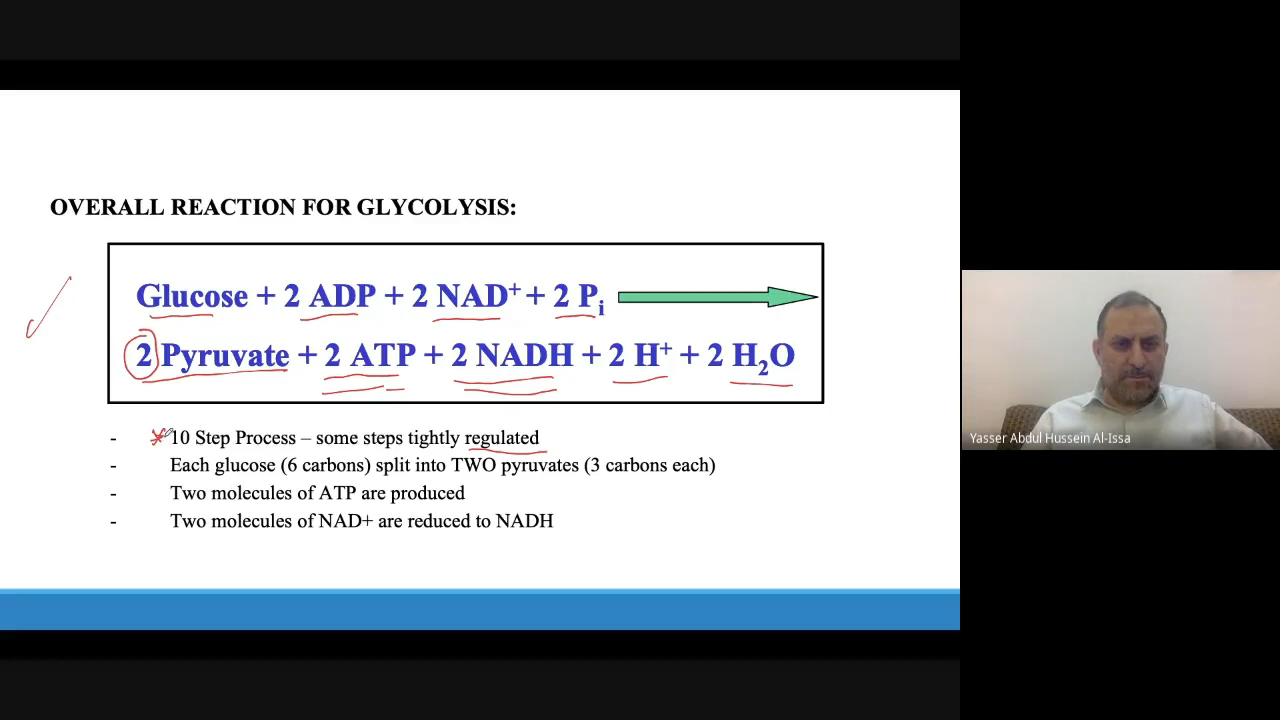 OVERALL REACTION FOR GLYCOLYSIS:
Glucose + 2 ADP + 2 NAD⁺ + 2 Pᵢ
2 Pyruvate + 2 ATP + 2 NADH + 2 H⁺ + 2 H₂O
- 10 Step Process – some steps tightly regulated
- Each glucose (6 carbons) split into TWO pyruvates (3 carbons each)
- Two molecules of ATP are produced
- Two molecules of NAD+ are reduced to NADH
Yasser Abdul Hussein Al-Issa